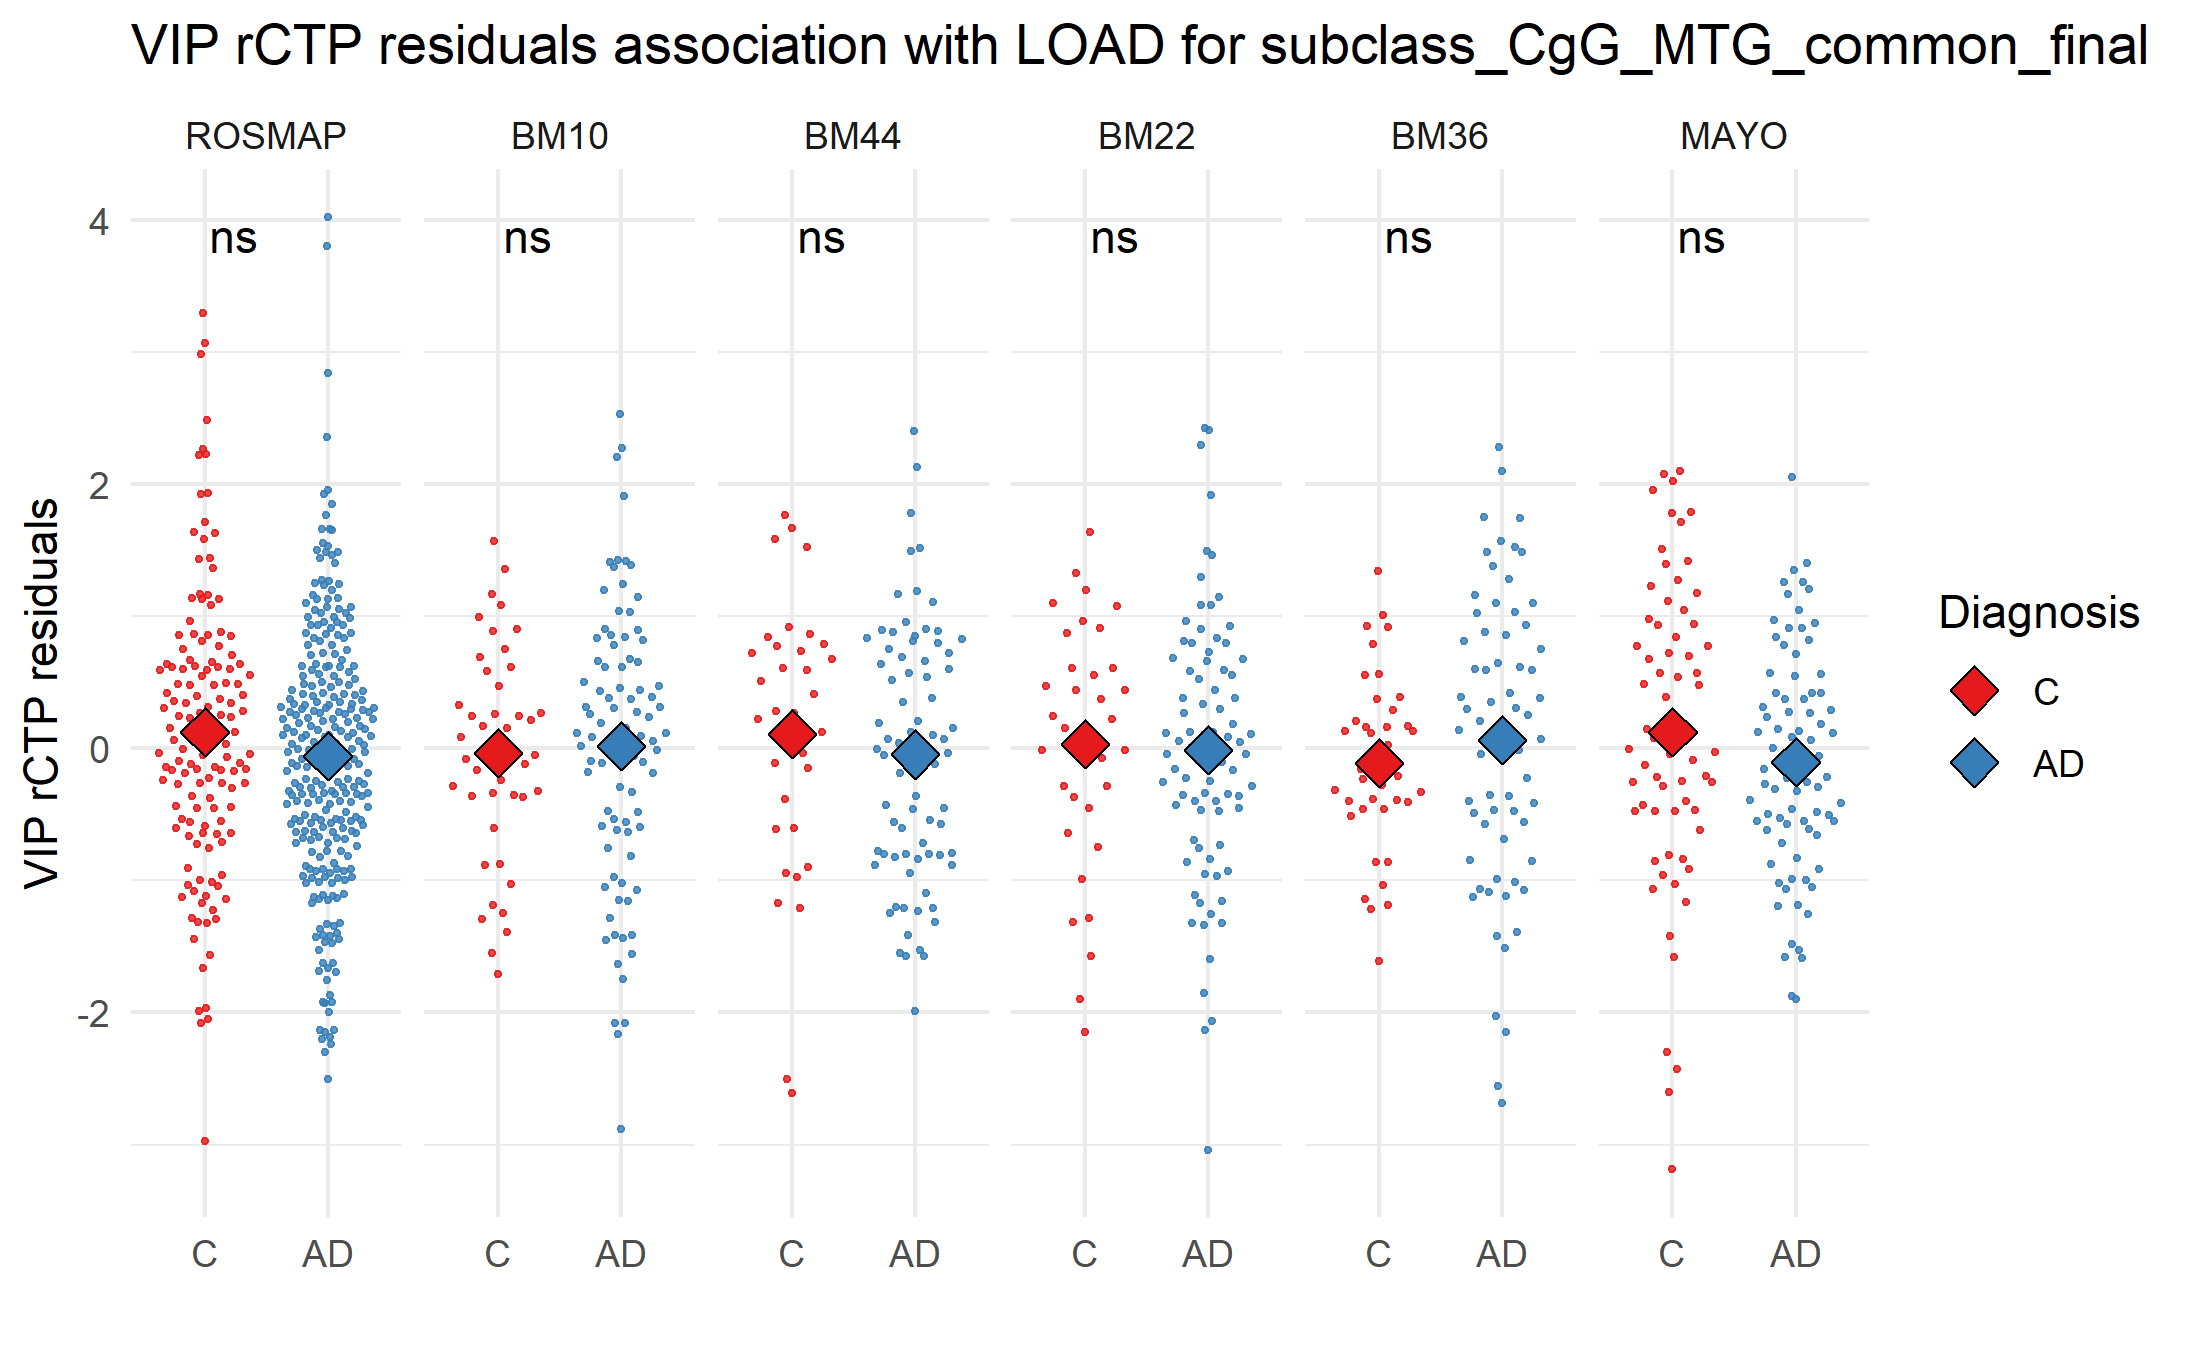 VIP rCTP residuals association with LOAD for subclass_CgG_MTG_common_final
ROSMAP BM10 BM44 BM22 BM36 MAYO
ns ns ns ns ns ns
4
2
0
-2
VIP rCTP residuals
C AD C AD C AD C AD C AD C AD
Diagnosis
C
AD